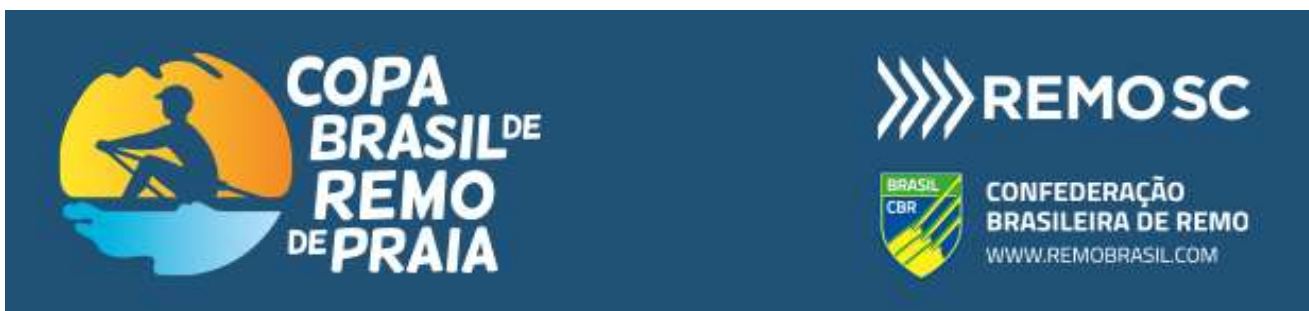 COPA
BRASIL DE
REMO
DE PRAIA
REMOSC
BRASIL
CBR
CONFEDERAÇÃO
BRASILEIRA DE REMO
WWW.REMOBRASIL.COM